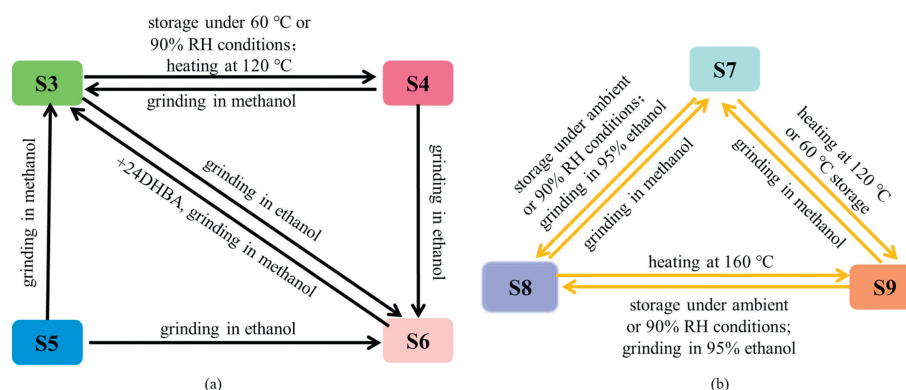 storage under 60 °C or
90% RH conditions;
heating at 120 °C
S3
S4
grinding in methanol
grinding in methanol
grinding in ethanol
+24DHBA, grinding in methanol
grinding in ethanol
S5
grinding in ethanol
S6
(a)
S7
storage under ambient
or 90% RH conditions;
grinding in 95% ethanol
grinding in methanol
heating at 120 °C
or 60 °C storage
grinding in methanol
S8
heating at 160 °C
S9
storage under ambient
or 90% RH conditions;
grinding in 95% ethanol
(b)